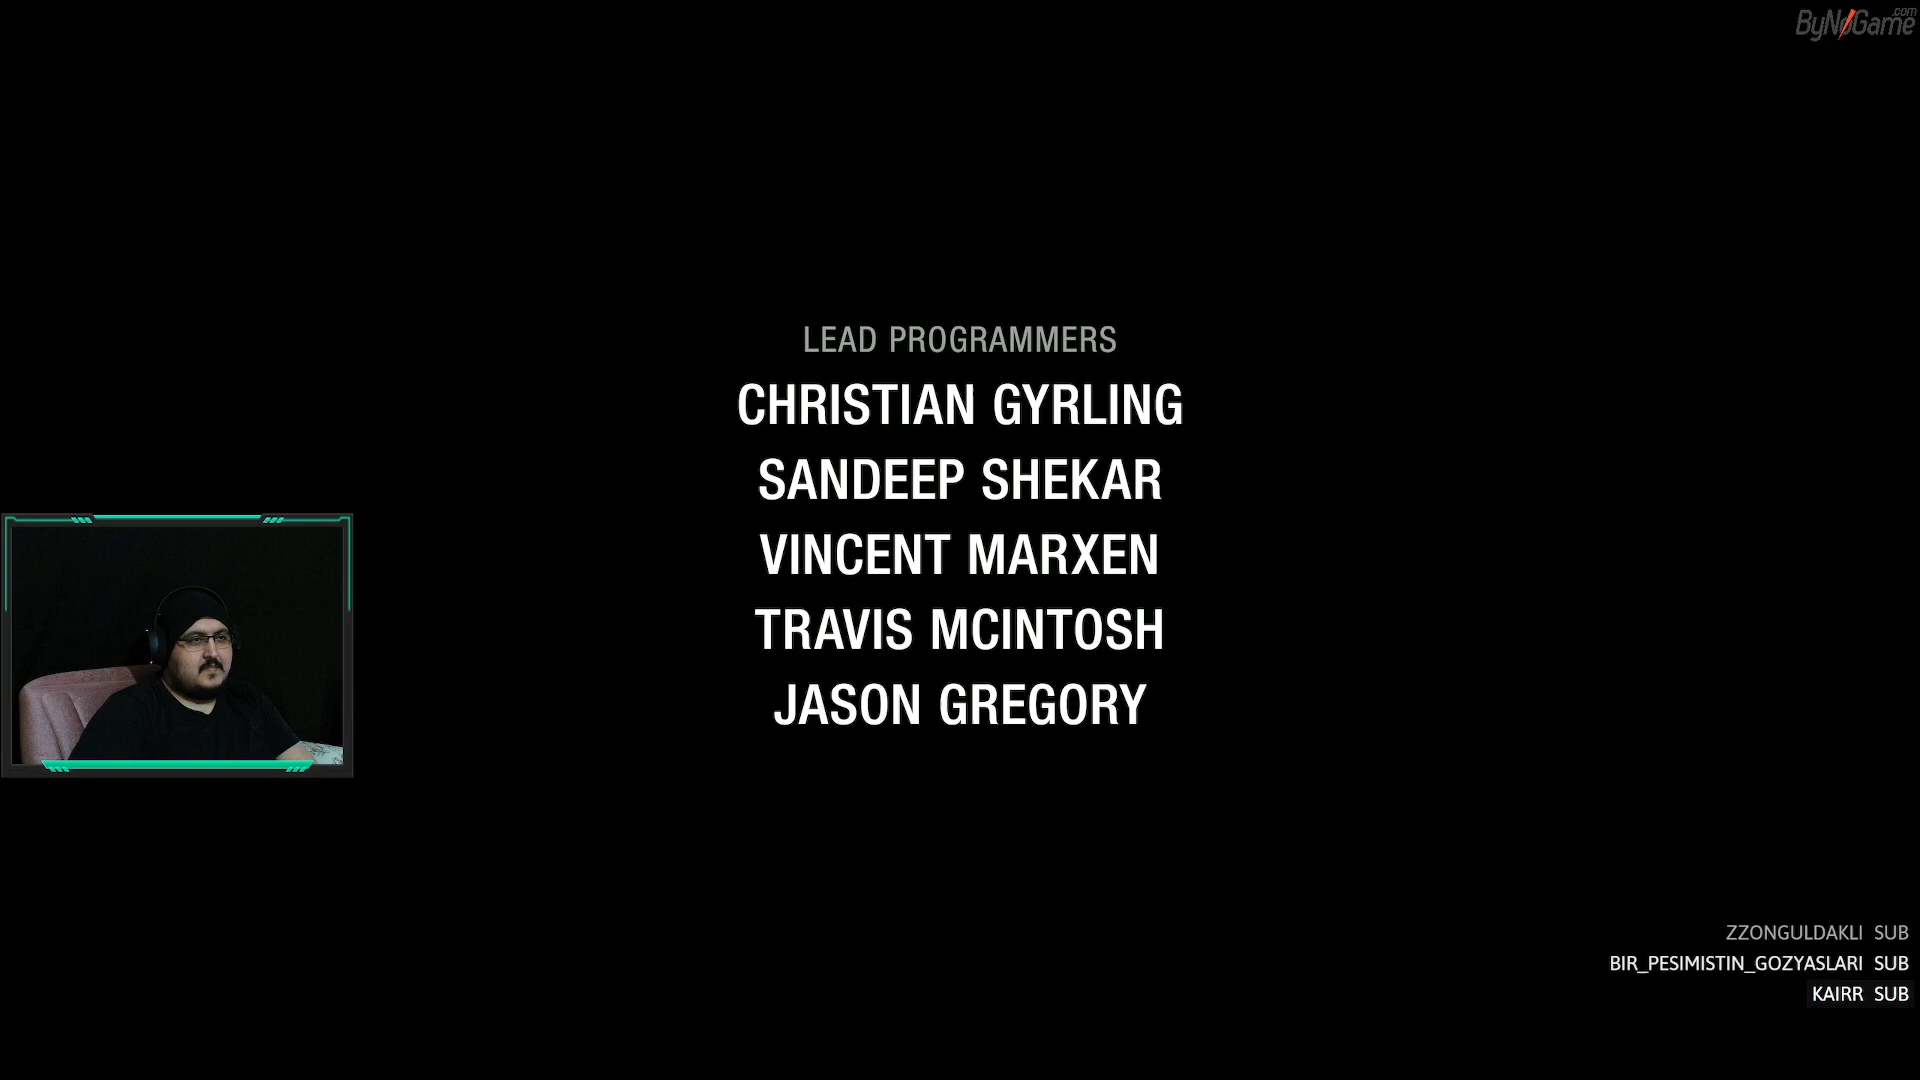 ByNoGame.com
LEAD PROGRAMMERS
CHRISTIAN GYRLING
SANDEEP SHEKAR
VINCENT MARXEN
TRAVIS MCINTOSH
JASON GREGORY
ZZONGULDAKLI SUB
BIR_PESIMISTIN_GOZYASLARI SUB
KAIRR SUB